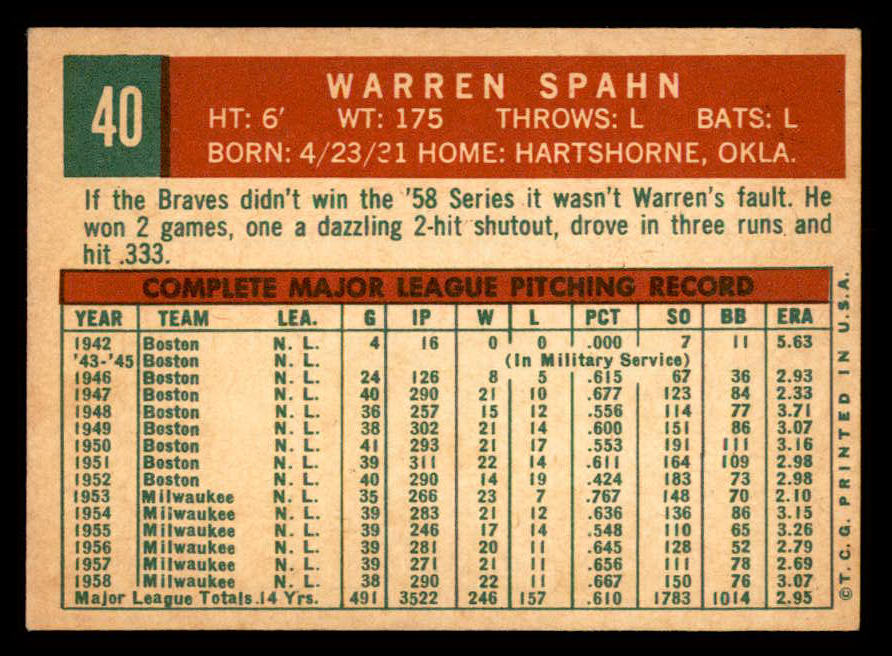 40
WARREN SPAHN
HT: 6' WT: 175 THROWS: L BATS: L
BORN: 4/23/31 HOME: HARTSHORNE, OKLA.
If the Braves didn't win the '58 Series it wasn't Warren's fault. He
won 2 games, one a dazzling 2-hit shutout, drove in three runs and
hit .333.
COMPLETE MAJOR LEAGUE PITCHING RECORD
YEAR TEAM LEA. G IP W L PCT SO BB ERA
1942 Boston N. L. 4 16 0 0 .000 7 11 5.63
'43-'45 Boston N. L. (In Military Service)
1946 Boston N. L. 24 126 8 5 .615 67 36 2.93
1947 Boston N. L. 40 290 21 10 .677 123 84 2.33
1948 Boston N. L. 36 257 15 12 .556 114 77 3.71
1949 Boston N. L. 38 302 21 14 .600 151 86 3.07
1950 Boston N. L. 41 293 21 17 .553 191 111 3.16
1951 Boston N. L. 39 311 22 14 .611 164 109 2.98
1952 Boston N. L. 40 290 14 19 .424 183 73 2.98
1953 Milwaukee N. L. 35 266 23 7 .767 148 70 2.10
1954 Milwaukee N. L. 39 283 21 12 .636 136 86 3.15
1955 Milwaukee N. L. 39 246 17 14 .548 110 65 3.26
1956 Milwaukee N. L. 39 281 20 11 .645 128 52 2.79
1957 Milwaukee N. L. 39 271 21 11 .656 111 78 2.69
1958 Milwaukee N. L. 38 290 22 11 .667 150 76 3.07
Major League Totals 14 Yrs. 491 3522 246 157 .610 1783 1014 2.95
© T. C. G. PRINTED IN U.S.A.